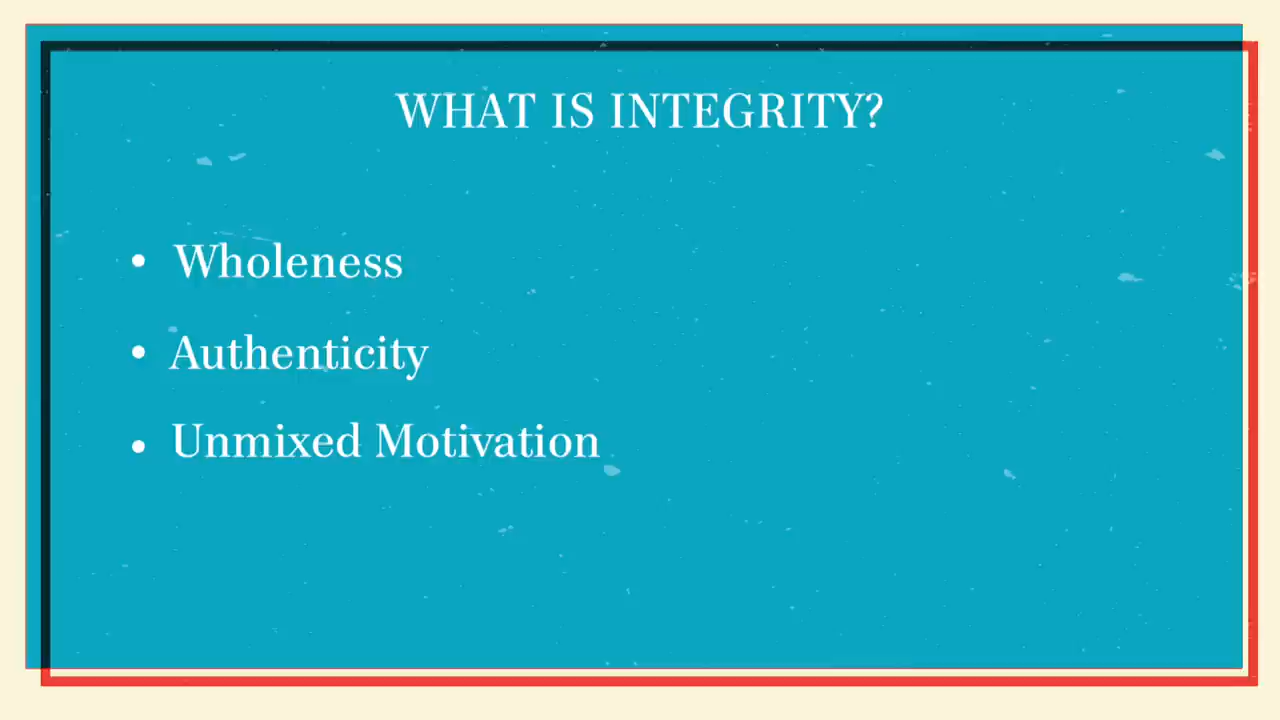 WHAT IS INTEGRITY?
• Wholeness
• Authenticity
• Unmixed Motivation